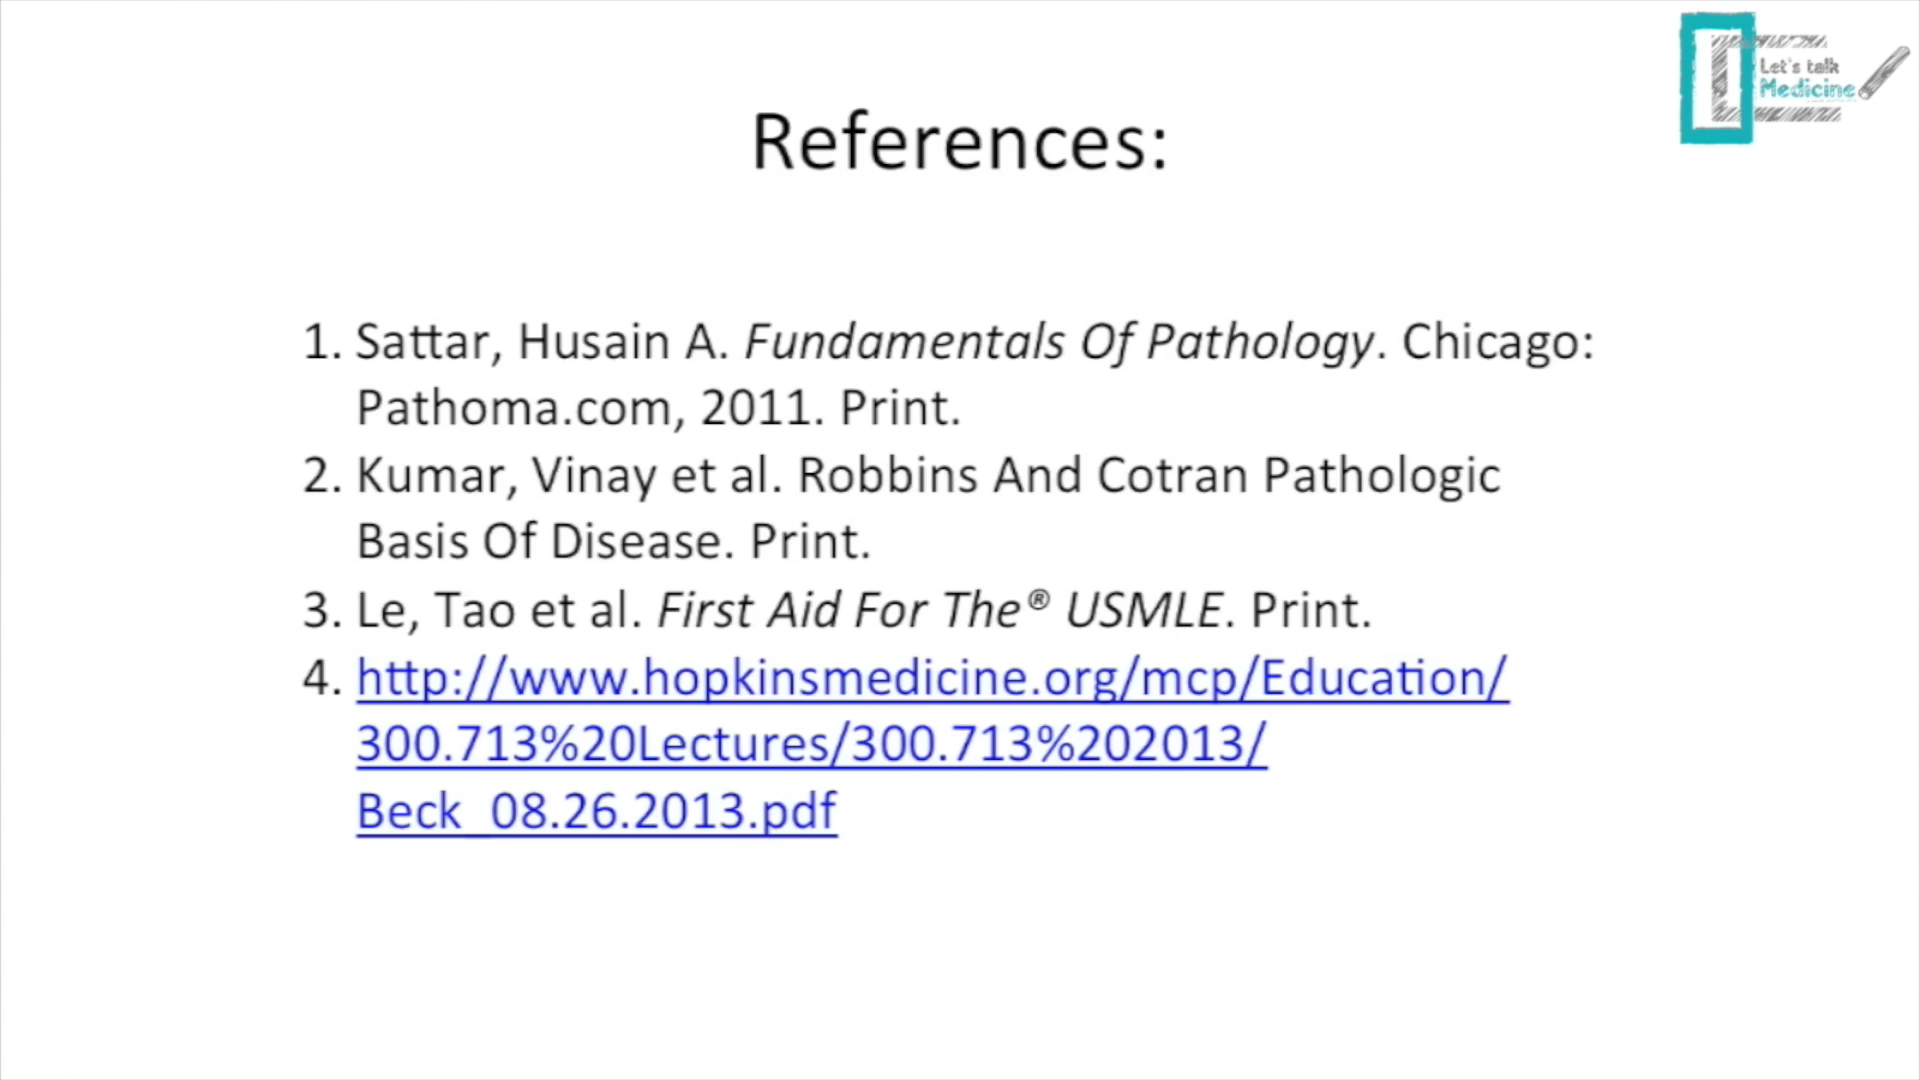 Let's talk
Medicine
References:
1. Sattar, Husain A. Fundamentals Of Pathology. Chicago:
Pathoma.com, 2011. Print.
2. Kumar, Vinay et al. Robbins And Cotran Pathologic
Basis Of Disease. Print.
3. Le, Tao et al. First Aid For The® USMLE. Print.
4. http://www.hopkinsmedicine.org/mcp/Education/
300.713%20Lectures/300.713%202013/
Beck_08.26.2013.pdf